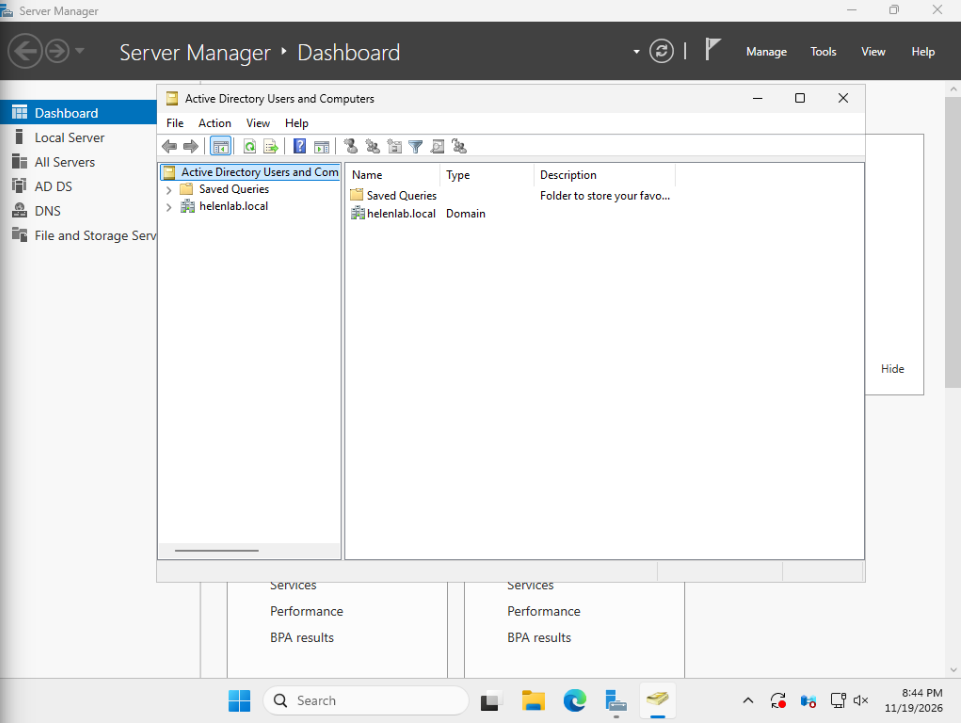 Server Manager
Server Manager ‣ Dashboard
Manage Tools View Help
Dashboard
Local Server
All Servers
AD DS
DNS
File and Storage Serv
Active Directory Users and Computers
File Action View Help
Active Directory Users and Com
Saved Queries
helenlab.local
Name Type Description
Saved Queries Folder to store your favo...
helenlab.local Domain
Hide
Services Services
Performance Performance
BPA results BPA results
Search
8:44 PM
11/19/2026